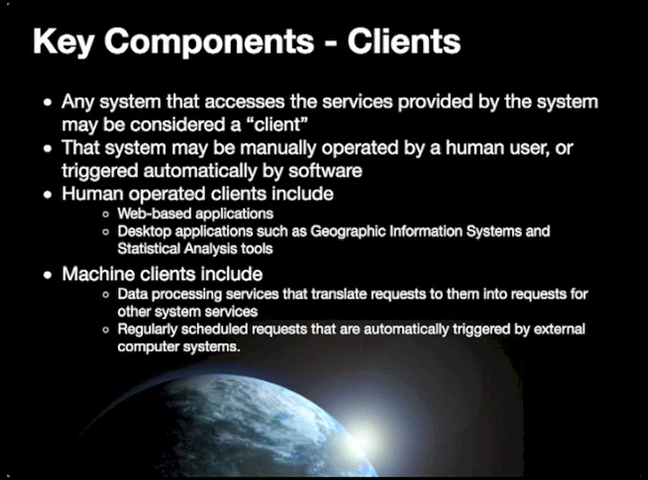 Key Components - Clients
• Any system that accesses the services provided by the system
may be considered a “client”
• That system may be manually operated by a human user, or
triggered automatically by software
• Human operated clients include
○ Web-based applications
○ Desktop applications such as Geographic Information Systems and
Statistical Analysis tools
• Machine clients include
○ Data processing services that translate requests to them into requests for
other system services
○ Regularly scheduled requests that are automatically triggered by external
computer systems.